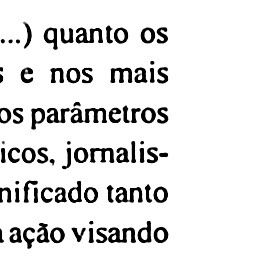 ...) quanto os
e nos mais
os parâmetros
icos, jornalis-
nificado tanto
ação visando